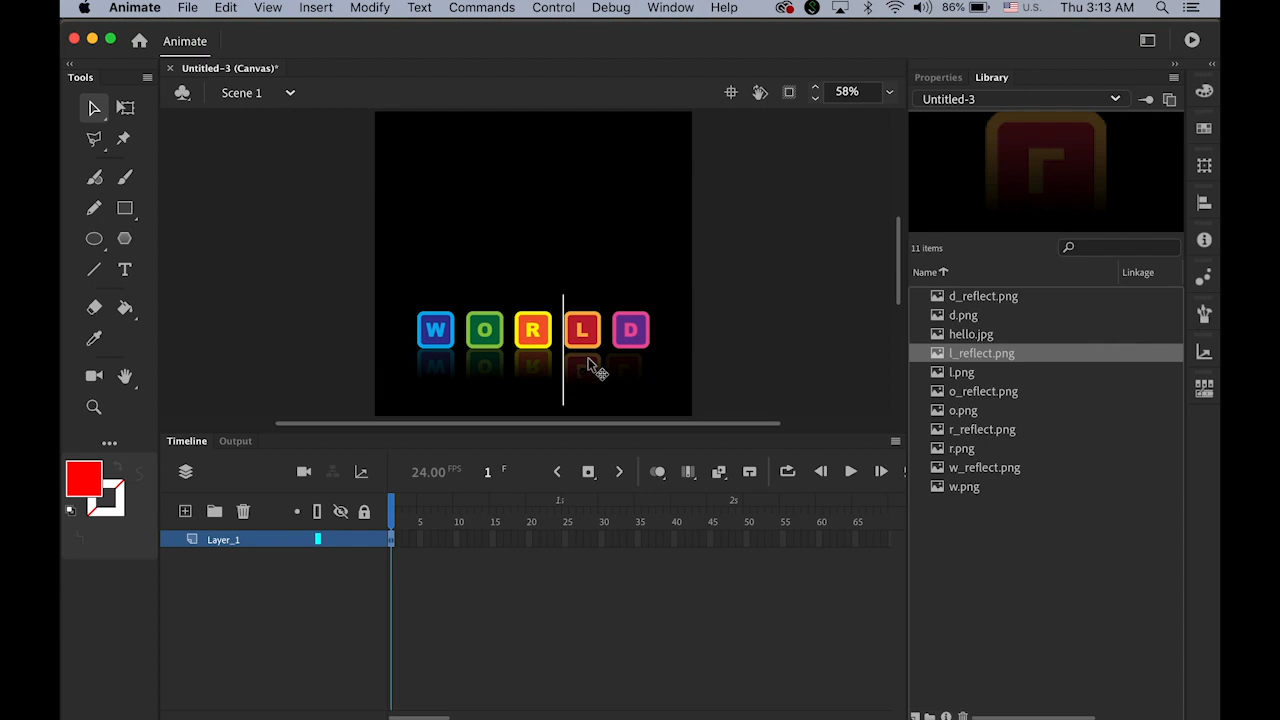 Animate File Edit View Insert Modify Text Commands Control Debug Window Help 86% U.S. Thu 3:13 AM
Animate
Tools
Untitled-3 (Canvas)*
Properties Library
Scene 1 58%
Untitled-3
11 items
Name Linkage
d_reflect.png
d.png
hello.jpg
l_reflect.png
l.png
o_reflect.png
o.png
r_reflect.png
r.png
w_reflect.png
w.png
W O R L D
Timeline Output
24.00 FPS 1 F
1s 2s
5 10 15 20 25 30 35 40 45 50 55 60 65
Layer_1